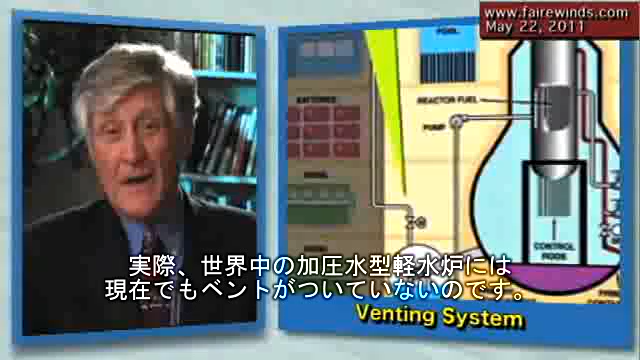 www.fairewinds.com
May 22, 2011
POOL
BATTERIES
REACTOR FUEL
PUMP
DIESEL
CONTROL
RODS
実際、世界中の加圧水型軽水炉には
現在でもベントがついていないのです。
Venting System